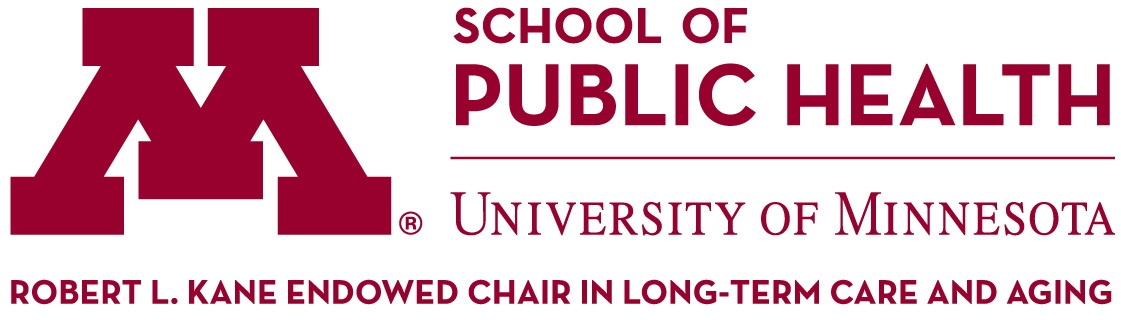 SCHOOL OF
PUBLIC HEALTH
M®
UNIVERSITY OF MINNESOTA
ROBERT L. KANE ENDOWED CHAIR IN LONG-TERM CARE AND AGING